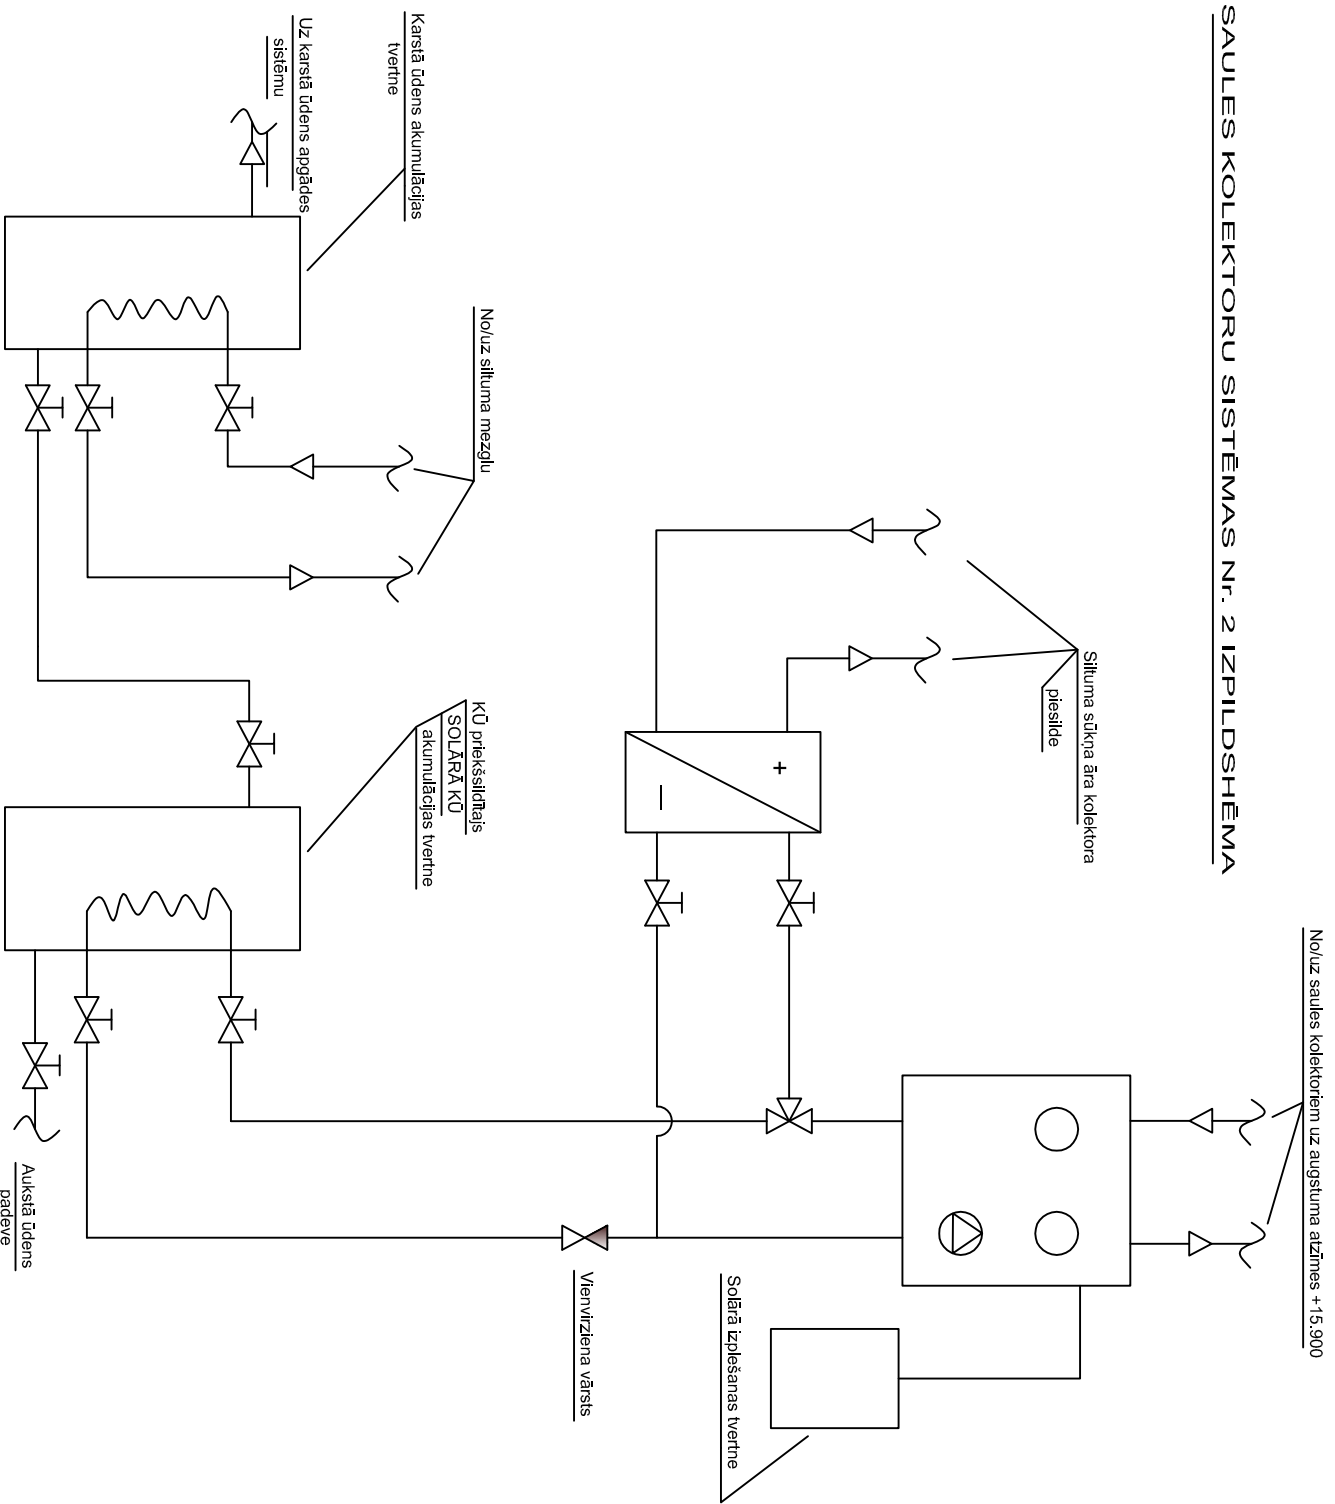 SAULES KOLEKTORU SISTĒMAS Nr. 2 IZPILDSHĒMA
No/uz saules kolektoriem uz augstuma atzīmes +15.900
Siltuma sūkņa āra kolektora
piesilde
Solārā izplešanas tvertne
Vienvirziena vārsts
No/uz siltuma mezglu
KŪ priekšsildītajs
SOLĀRĀ KŪ
akumulācijas tvertne
Karstā ūdens akumulācijas
tvertne
Uz karstā ūdens apgādes
sistēmu
Aukstā ūdens
padeve
+
—